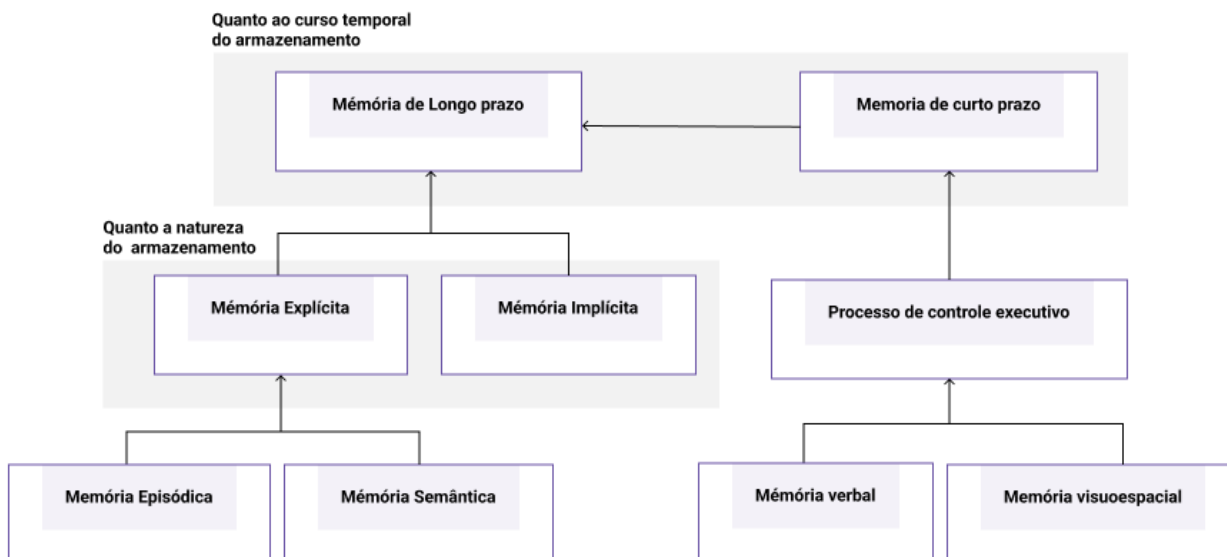 Quanto ao curso temporal
do armazenamento
Mémória de Longo prazo
Memoria de curto prazo
Quanto a natureza
do armazenamento
Mémória Explícita
Mémória Implícita
Processo de controle executivo
Memória Episódica
Mémória Semântica
Mémória verbal
Memória visuoespacial